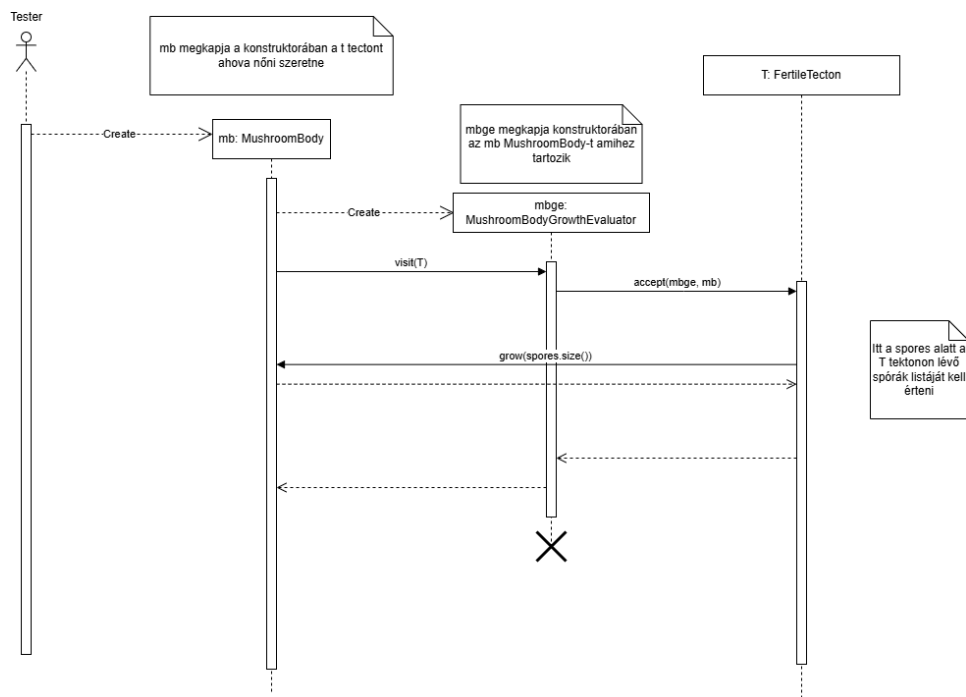 Tester
mb megkapja a konstruktorában a t tectont
ahova nőni szeretne
T: FertileTecton
mbge megkapja konstruktorában
az mb MushroomBody-t amihez
tartozik
Create
mb: MushroomBody
mbge:
MushroomBodyGrowthEvaluator
Create
visit(T)
accept(mbge, mb)
Itt a spores alatt a
T tektonon lévő
spórák listáját kell
érteni
grow(spores.size())